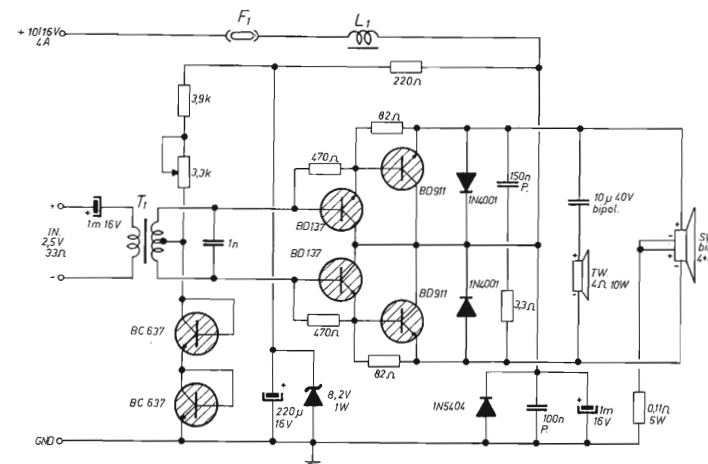 + 10/16V
4A
F1
L1
220Ω
3,9k
3,3k
82Ω
470Ω
BD911
BD137
1N4001
150n
P.
10µ 40V
bipol.
+
1m 16V
T1
IN.
2,5V
33Ω
-
1n
BD137
BD911
1N4001
3,3Ω
TW.
4Ω 10W
+
-
+
-
+
-
470Ω
82Ω
BC 637
BC 637
+
220µ
16V
8,2V
1W
1N5404
100n
P.
+
1m
16V
0,11Ω
5W
GND